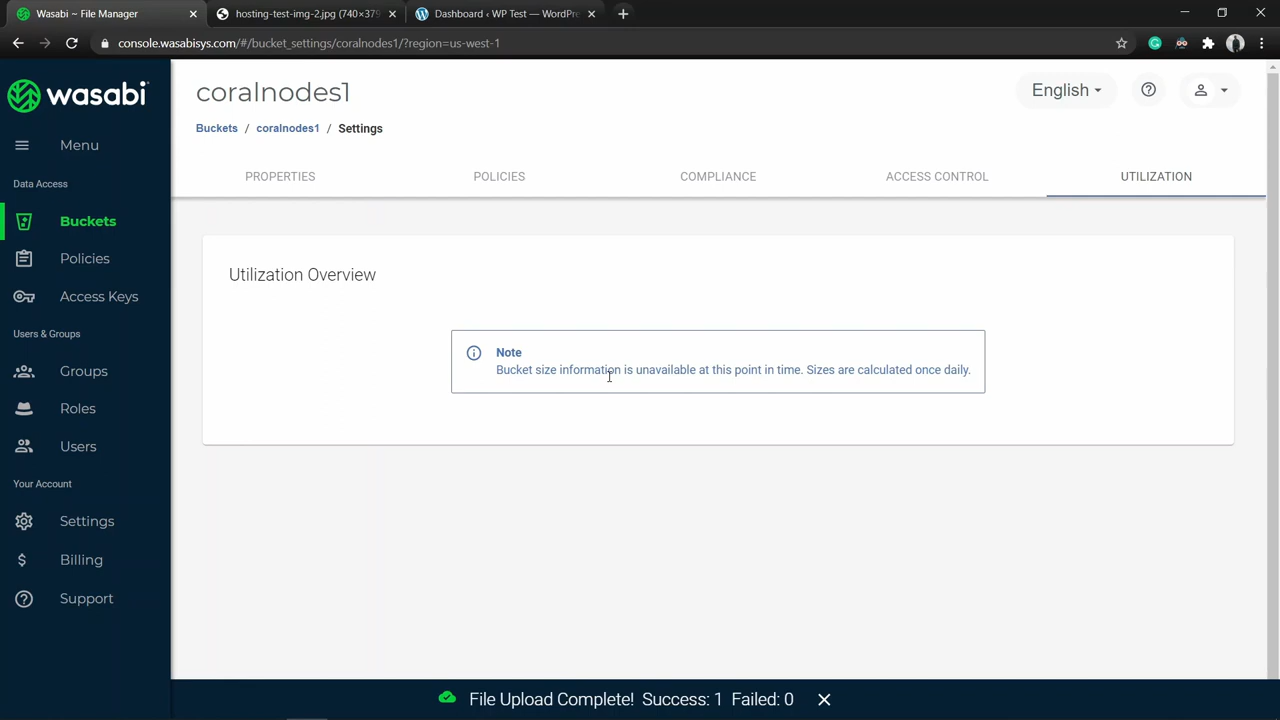 Wasabi ~ File Manager
hosting-test-img-2.jpg (740×379
Dashboard ‹ WP Test — WordPre
console.wasabisys.com/#/bucket_settings/coralnodes1/?region=us-west-1
wasabi
Menu
Data Access
Buckets
Policies
Access Keys
Users & Groups
Groups
Roles
Users
Your Account
Settings
Billing
Support
coralnodes1
English
Buckets / coralnodes1 / Settings
PROPERTIES
POLICIES
COMPLIANCE
ACCESS CONTROL
UTILIZATION
Utilization Overview
Note
Bucket size information is unavailable at this point in time. Sizes are calculated once daily.
File Upload Complete! Success: 1 Failed: 0